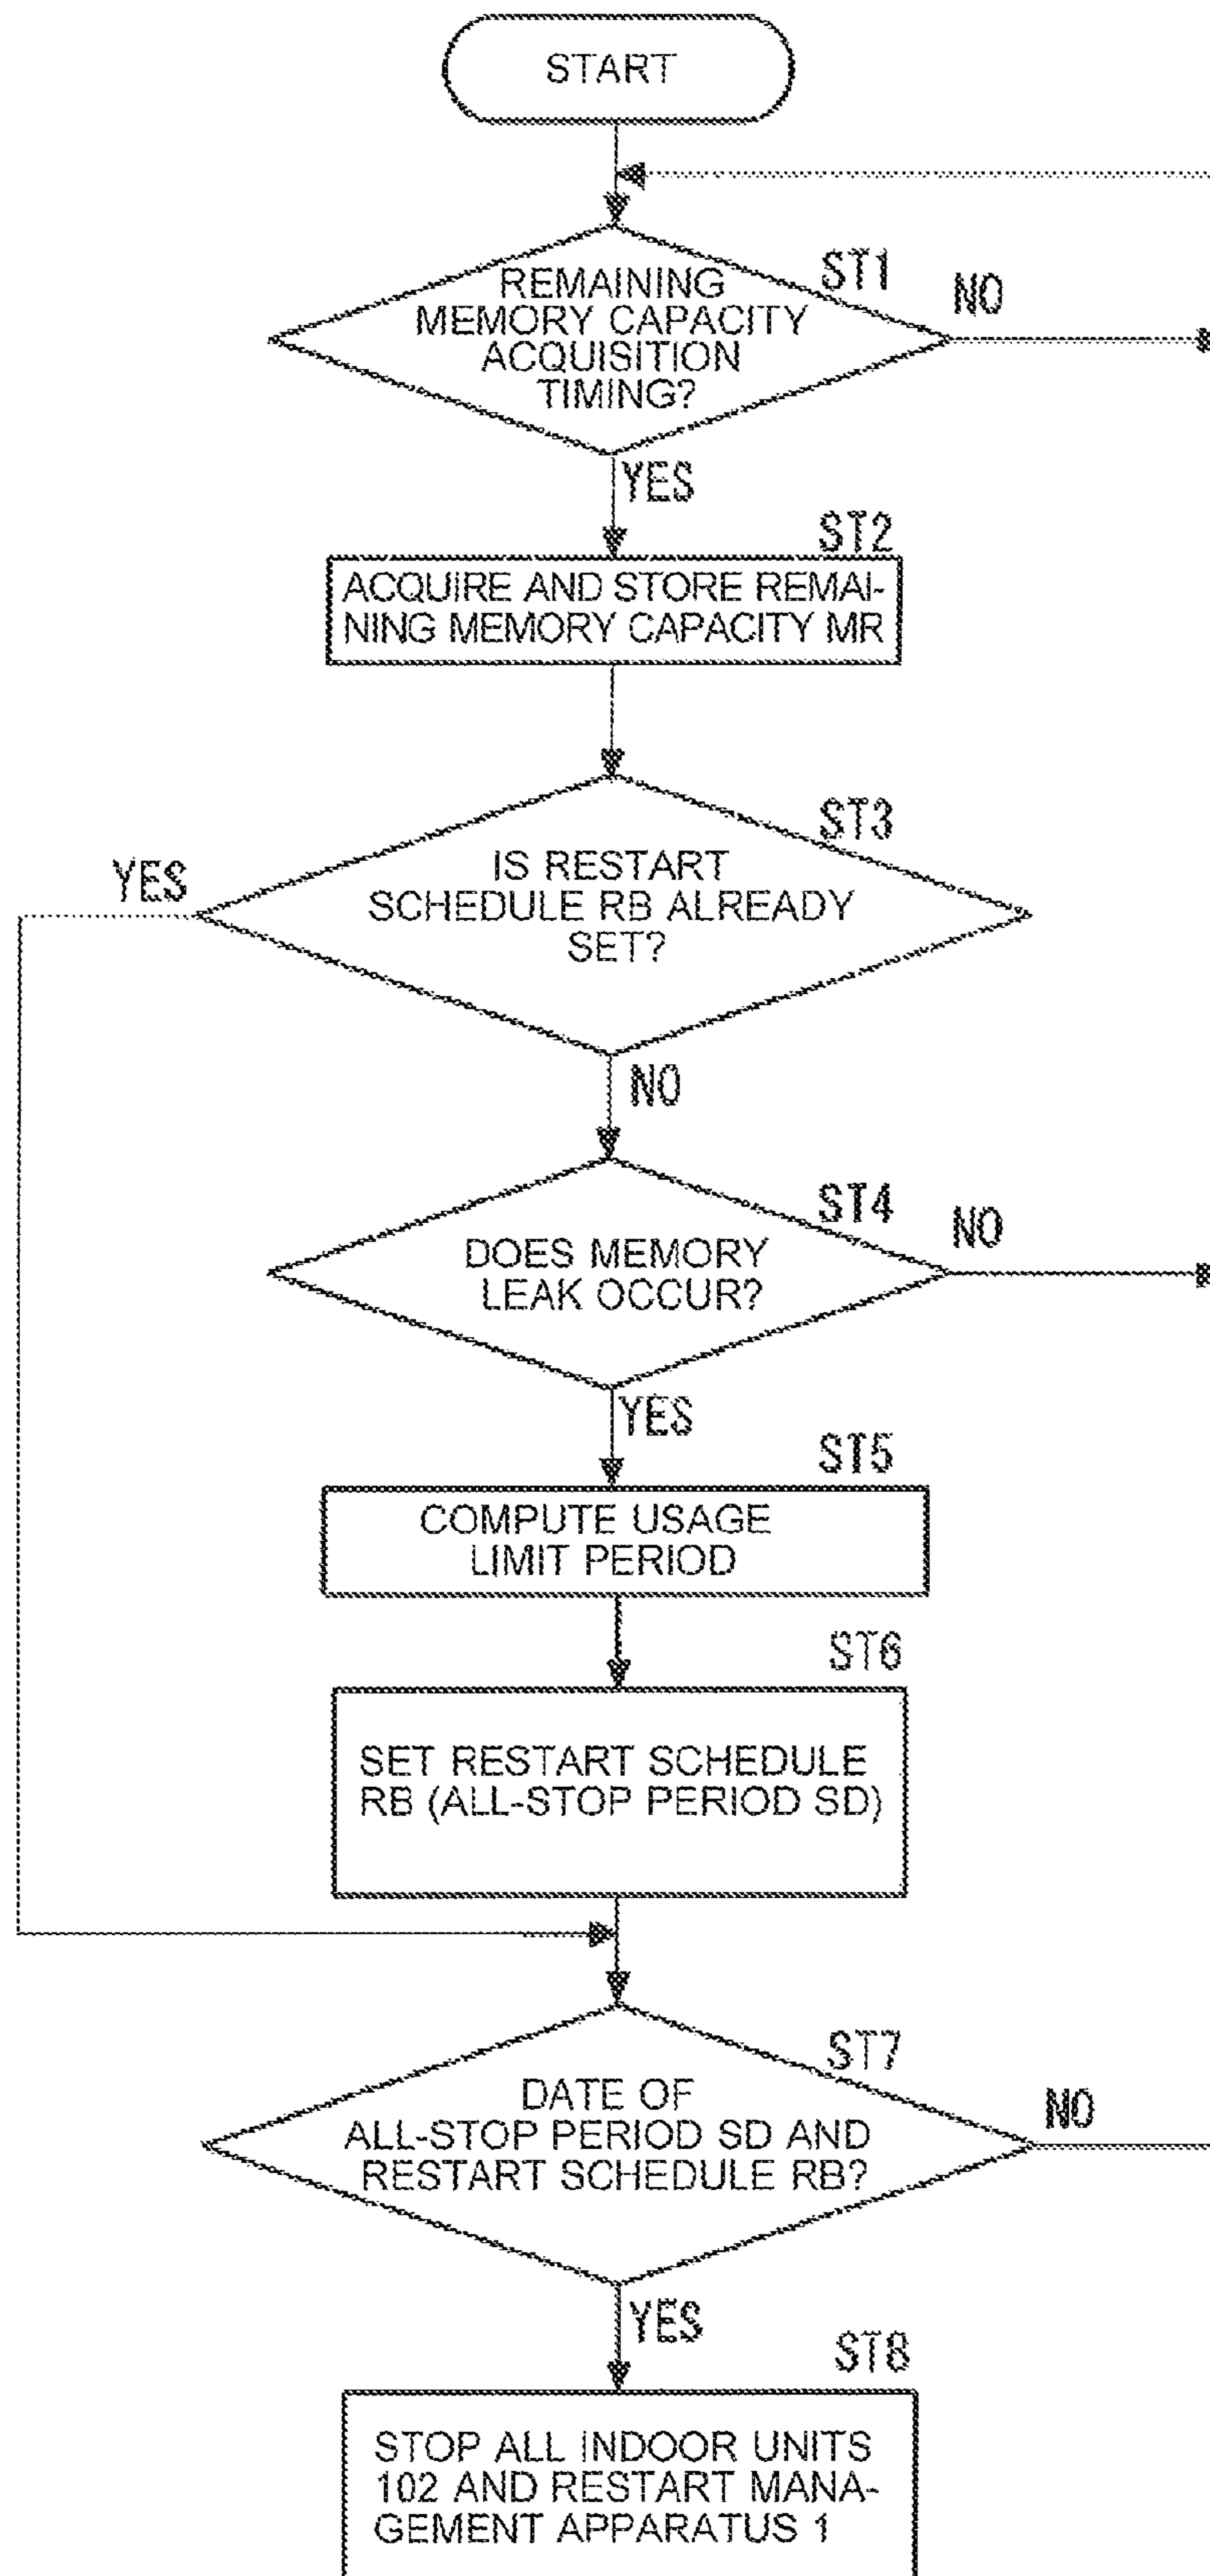 START
ST1
NO
REMAINING
MEMORY CAPACITY
ACQUISITION
TIMING?
YES
ST2
ACQUIRE AND STORE REMAI-
NING MEMORY CAPACITY MR
ST3
YES
IS RESTART
SCHEDULE RB ALREADY
SET?
NO
ST4
NO
DOES MEMORY
LEAK OCCUR?
YES
ST5
COMPUTE USAGE
LIMIT PERIOD
ST6
SET RESTART SCHEDULE
RB (ALL-STOP PERIOD SD)
ST7
NO
DATE OF
ALL-STOP PERIOD SD AND
RESTART SCHEDULE RB?
YES
ST8
STOP ALL INDOOR UNITS
102 AND RESTART MANA-
GEMENT APPARATUS 1